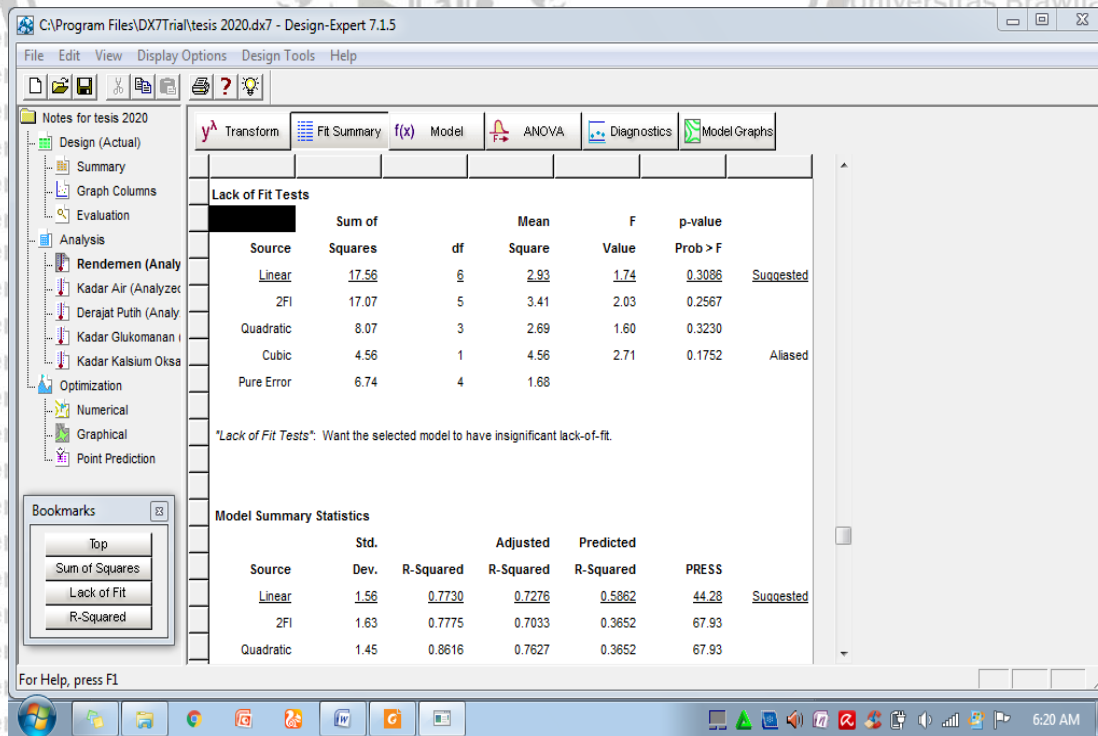 Universitas Brawija
C:\Program Files\DX7Trial\tesis 2020.dx7 - Design-Expert 7.1.5
File Edit View Display Options Design Tools Help
Notes for tesis 2020
Design (Actual)
Summary
Graph Columns
Evaluation
Analysis
Rendemen (Analy
Kadar Air (Analyzed
Derajat Putih (Analy
Kadar Glukomanan (
Kadar Kalsium Oksa
Optimization
Numerical
Graphical
Point Prediction
Bookmarks
Top
Sum of Squares
Lack of Fit
R-Squared
yλ Transform Fit Summary f(x) Model ANOVA Diagnostics Model Graphs
Lack of Fit Tests
Sum of Mean F p-value
Source Squares df Square Value Prob > F
Linear 17.56 6 2.93 1.74 0.3086 Suggested
2FI 17.07 5 3.41 2.03 0.2567
Quadratic 8.07 3 2.69 1.60 0.3230
Cubic 4.56 1 4.56 2.71 0.1752 Aliased
Pure Error 6.74 4 1.68
"Lack of Fit Tests": Want the selected model to have insignificant lack-of-fit.
Model Summary Statistics
Std. Adjusted Predicted
Source Dev. R-Squared R-Squared R-Squared PRESS
Linear 1.56 0.7730 0.7276 0.5862 44.28 Suggested
2FI 1.63 0.7775 0.7033 0.3652 67.93
Quadratic 1.45 0.8616 0.7627 0.3652 67.93
For Help, press F1
6:20 AM